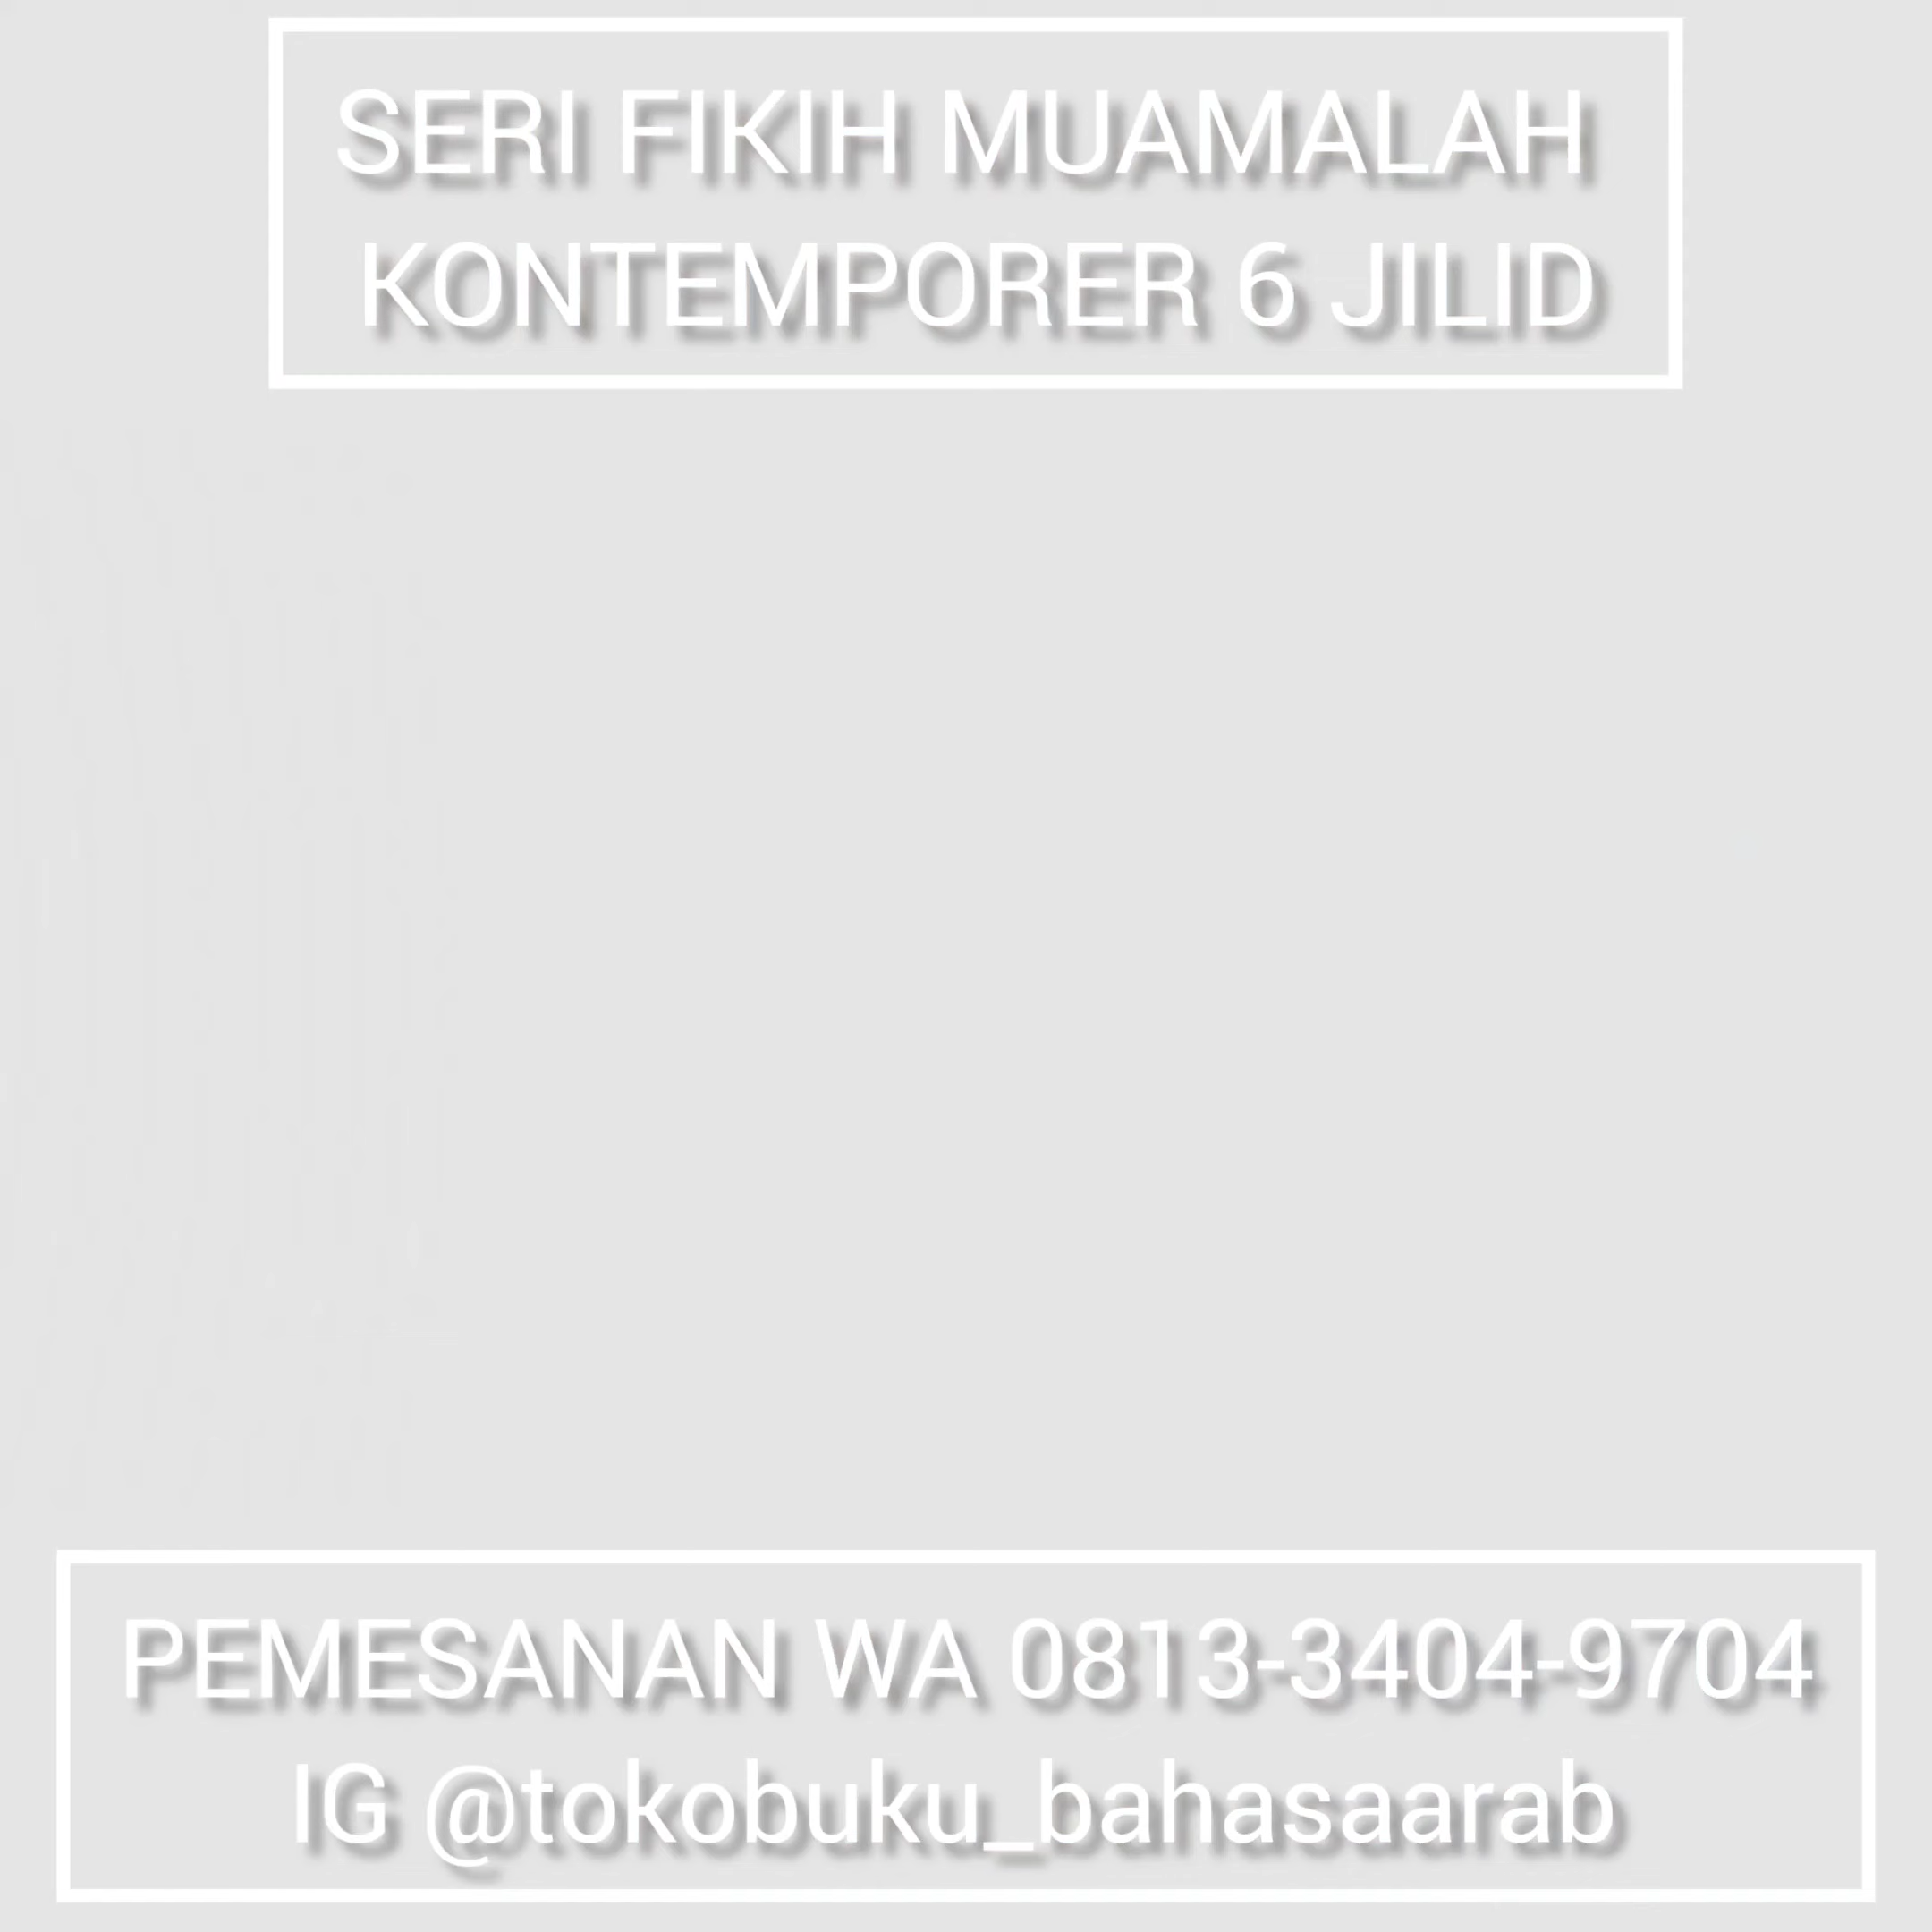 SERI FIKIH MUAMALAH
KONTEMPORER 6 JILID
PEMESANAN WA 0813-3404-9704
IG @tokobuku_bahasaarab